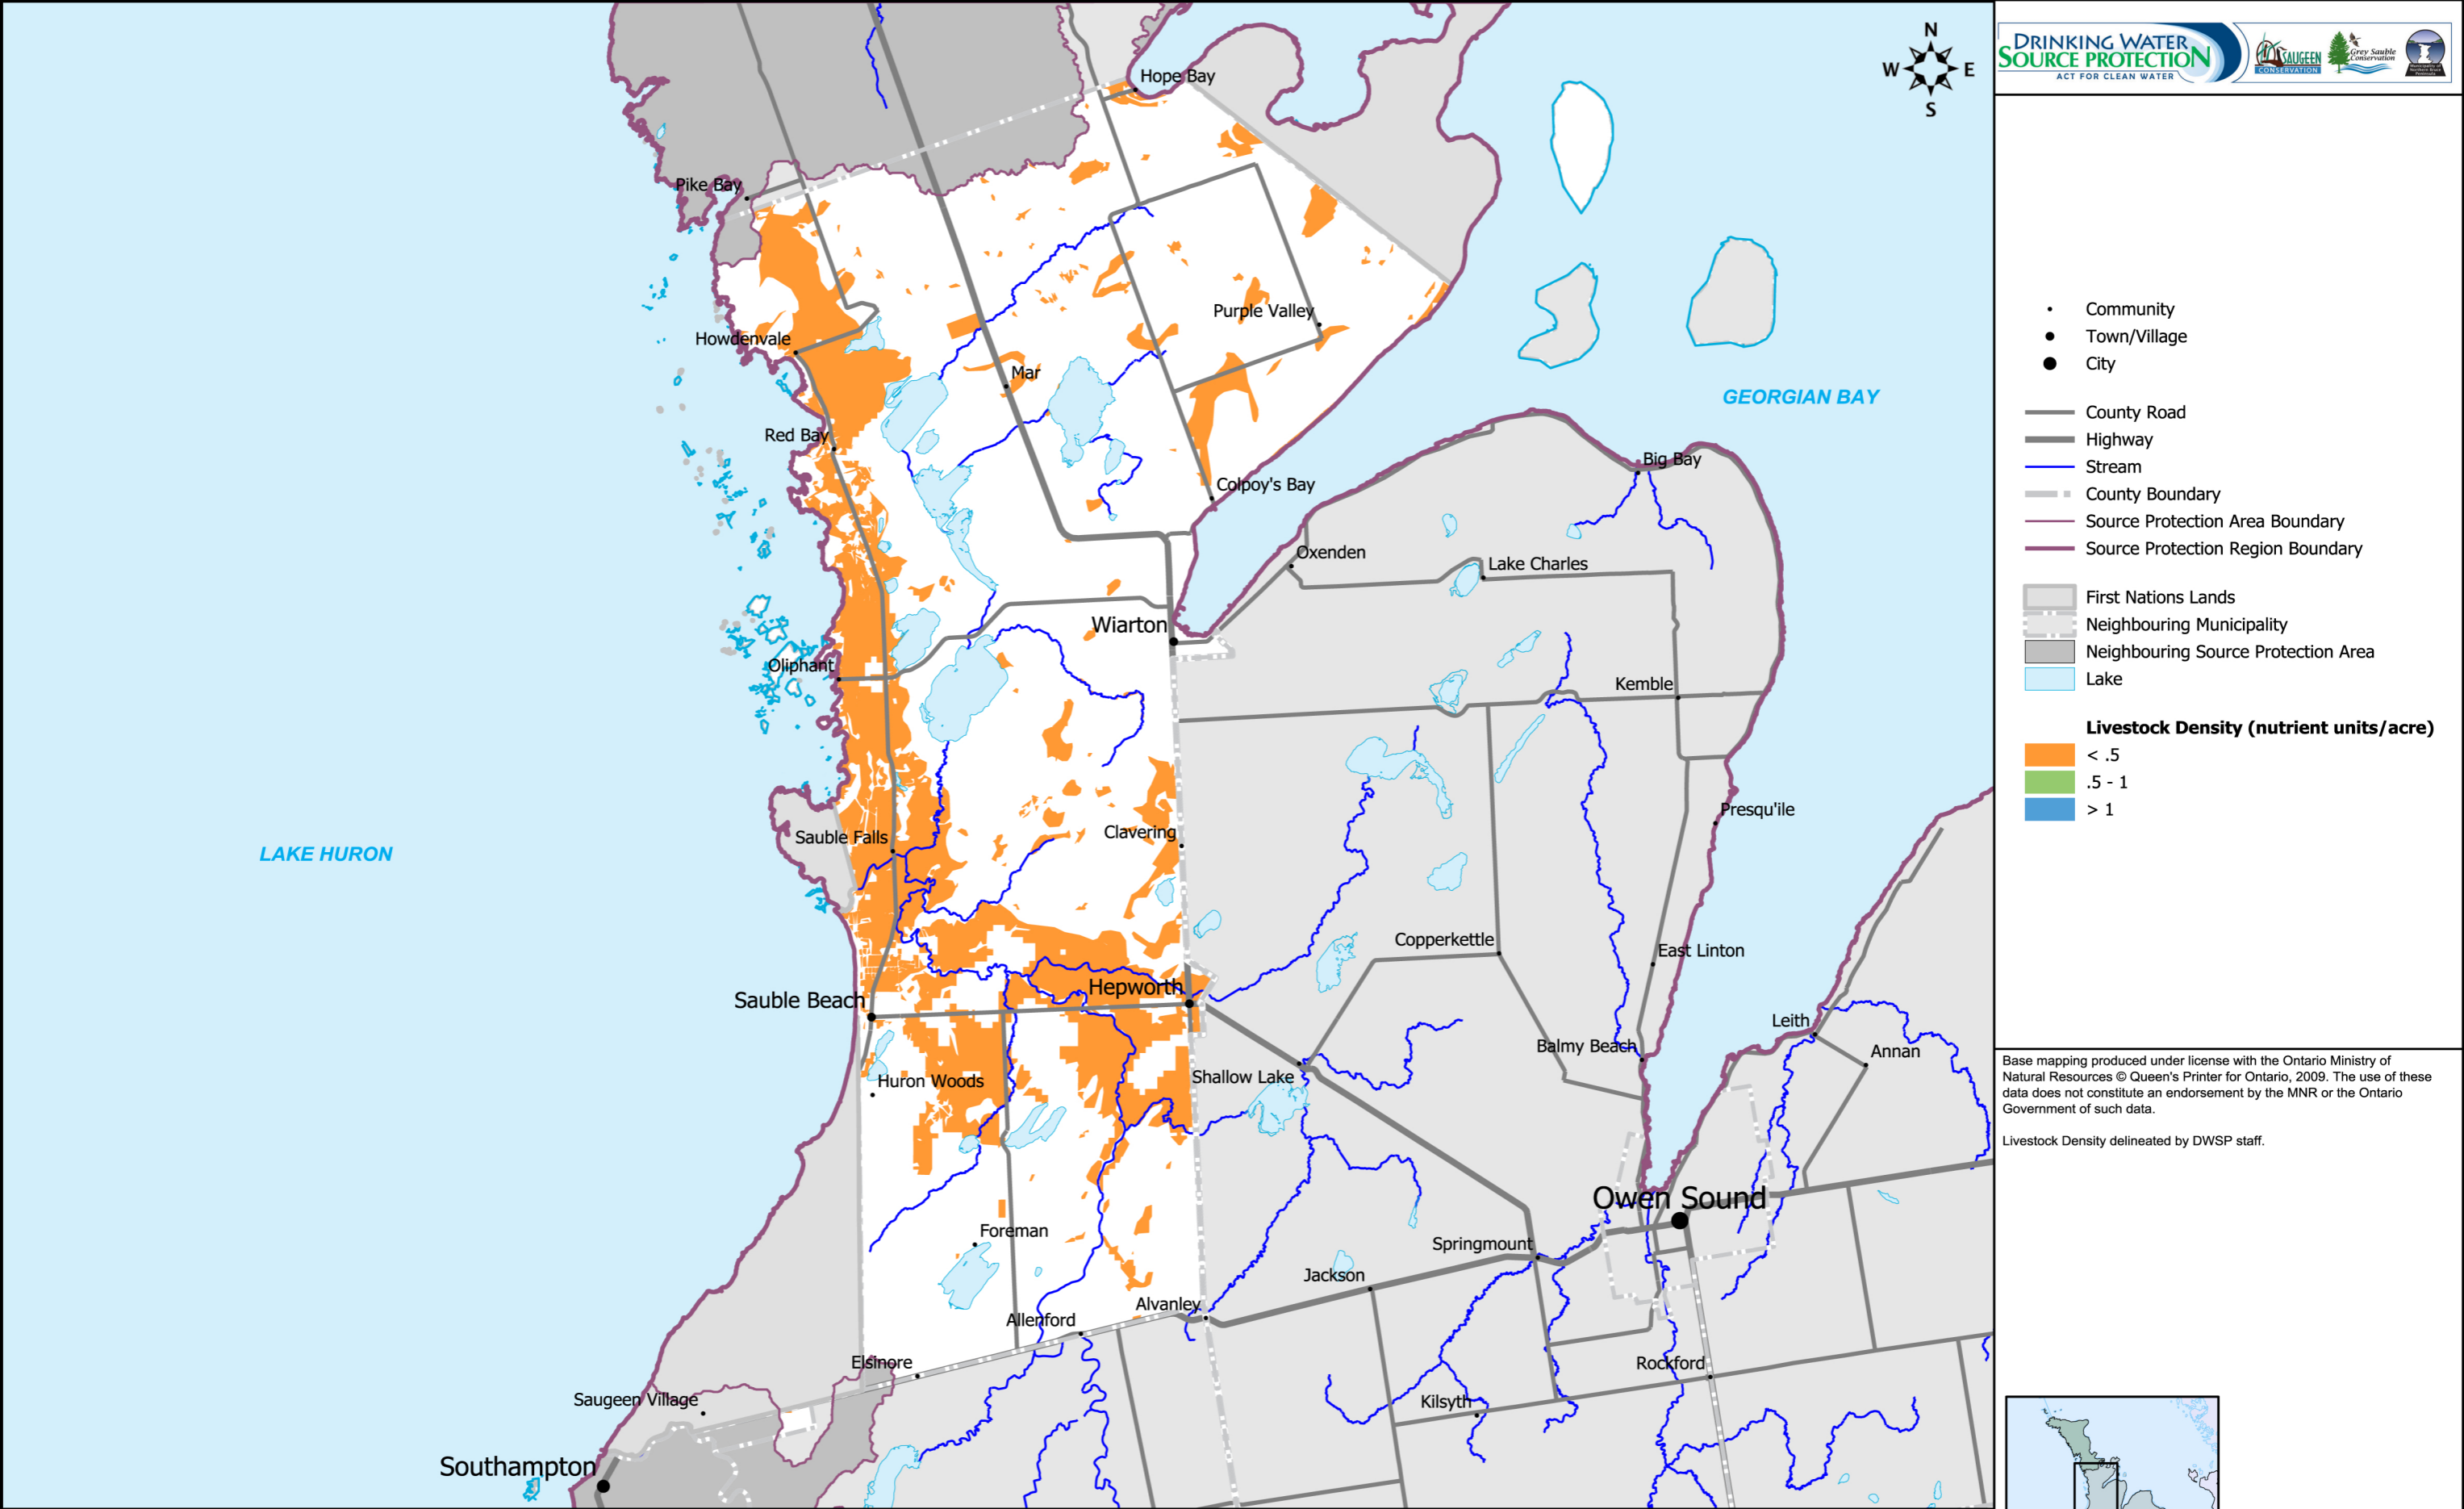 N
W E
S
DRINKING WATER
SOURCE PROTECTION
ACT FOR CLEAN WATER
SAUGEEN
CONSERVATION
Grey Sauble
Conservation
Hope Bay
Pike Bay
Purple Valley
Howdenvale
Mar
GEORGIAN BAY
Red Bay
Big Bay
Colpoy's Bay
Oxenden
Lake Charles
Wiarton
Oliphant
Kemble
Presqu'ile
Clavering
Sauble Falls
LAKE HURON
Copperkettle
East Linton
Hepworth
Sauble Beach
Leith
Balmy Beach
Annan
Shallow Lake
Huron Woods
Owen Sound
Foreman
Springmount
Jackson
Alvanley
Allenford
Elsinore
Rockford
Saugeen Village
Kilsyth
Southampton
Community
Town/Village
City
County Road
Highway
Stream
County Boundary
Source Protection Area Boundary
Source Protection Region Boundary
First Nations Lands
Neighbouring Municipality
Neighbouring Source Protection Area
Lake
Livestock Density (nutrient units/acre)
< .5
.5 - 1
> 1
Base mapping produced under license with the Ontario Ministry of
Natural Resources © Queen's Printer for Ontario, 2009. The use of these
data does not constitute an endorsement by the MNR or the Ontario
Government of such data.
Livestock Density delineated by DWSP staff.